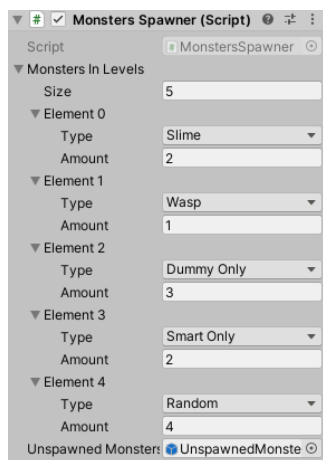 # Monsters Spawner (Script)
Script # MonstersSpawner
Monsters In Levels
Size 5
Element 0
Type Slime
Amount 2
Element 1
Type Wasp
Amount 1
Element 2
Type Dummy Only
Amount 3
Element 3
Type Smart Only
Amount 2
Element 4
Type Random
Amount 4
Unspawned Monsters UnspawnedMonste